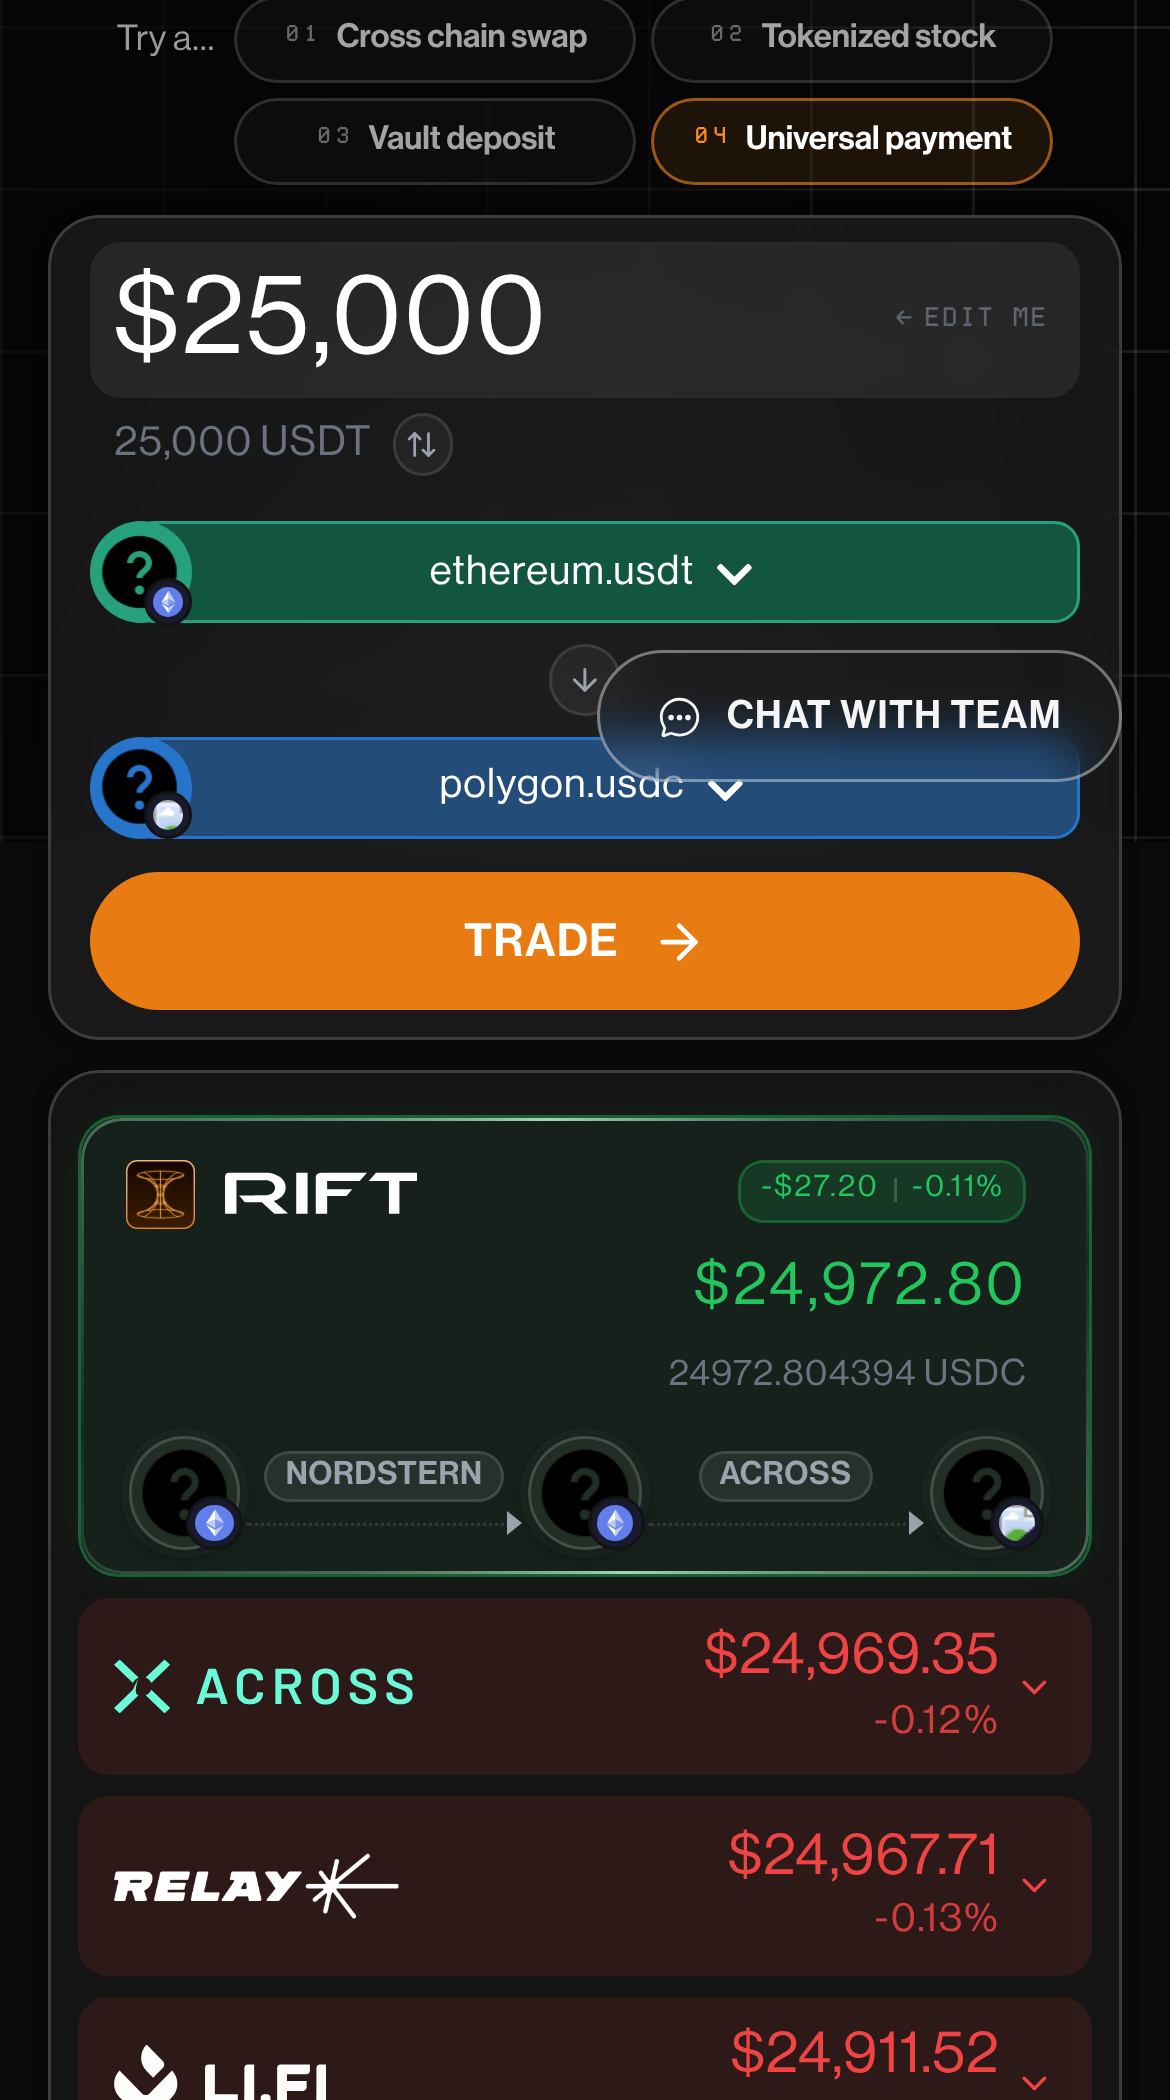 Try a...
01 Cross chain swap
02 Tokenized stock
03 Vault deposit
04 Universal payment
$25,000
← EDIT ME
25,000 USDT
?
ethereum.usdt
CHAT WITH TEAM
?
polygon.usdc
TRADE →
RIFT
-$27.20 | -0.11%
$24,972.80
24972.804394 USDC
? NORDSTERN ? ACROSS ?
ACROSS
$24,969.35
-0.12%
RELAY
$24,967.71
-0.13%
LI.FI
$24,911.52